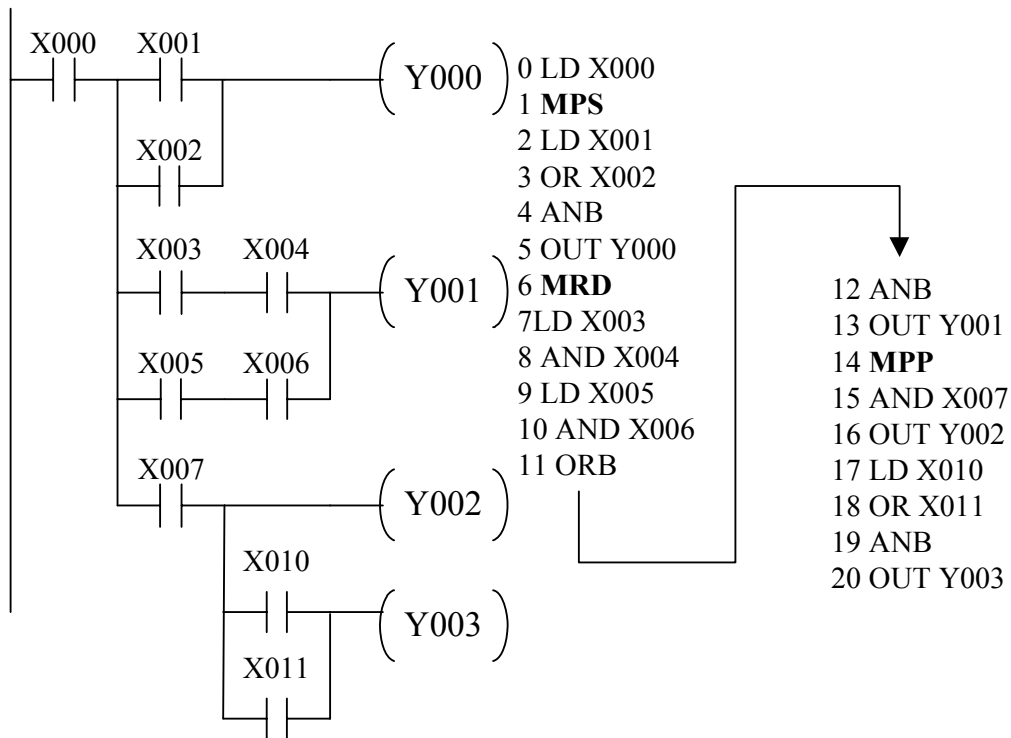 X000 X001
Y000
X002
X003 X004
Y001
X005 X006
X007
Y002
X010
Y003
X011
0 LD X000
1 MPS
2 LD X001
3 OR X002
4 ANB
5 OUT Y000
6 MRD
7LD X003
8 AND X004
9 LD X005
10 AND X006
11 ORB
12 ANB
13 OUT Y001
14 MPP
15 AND X007
16 OUT Y002
17 LD X010
18 OR X011
19 ANB
20 OUT Y003